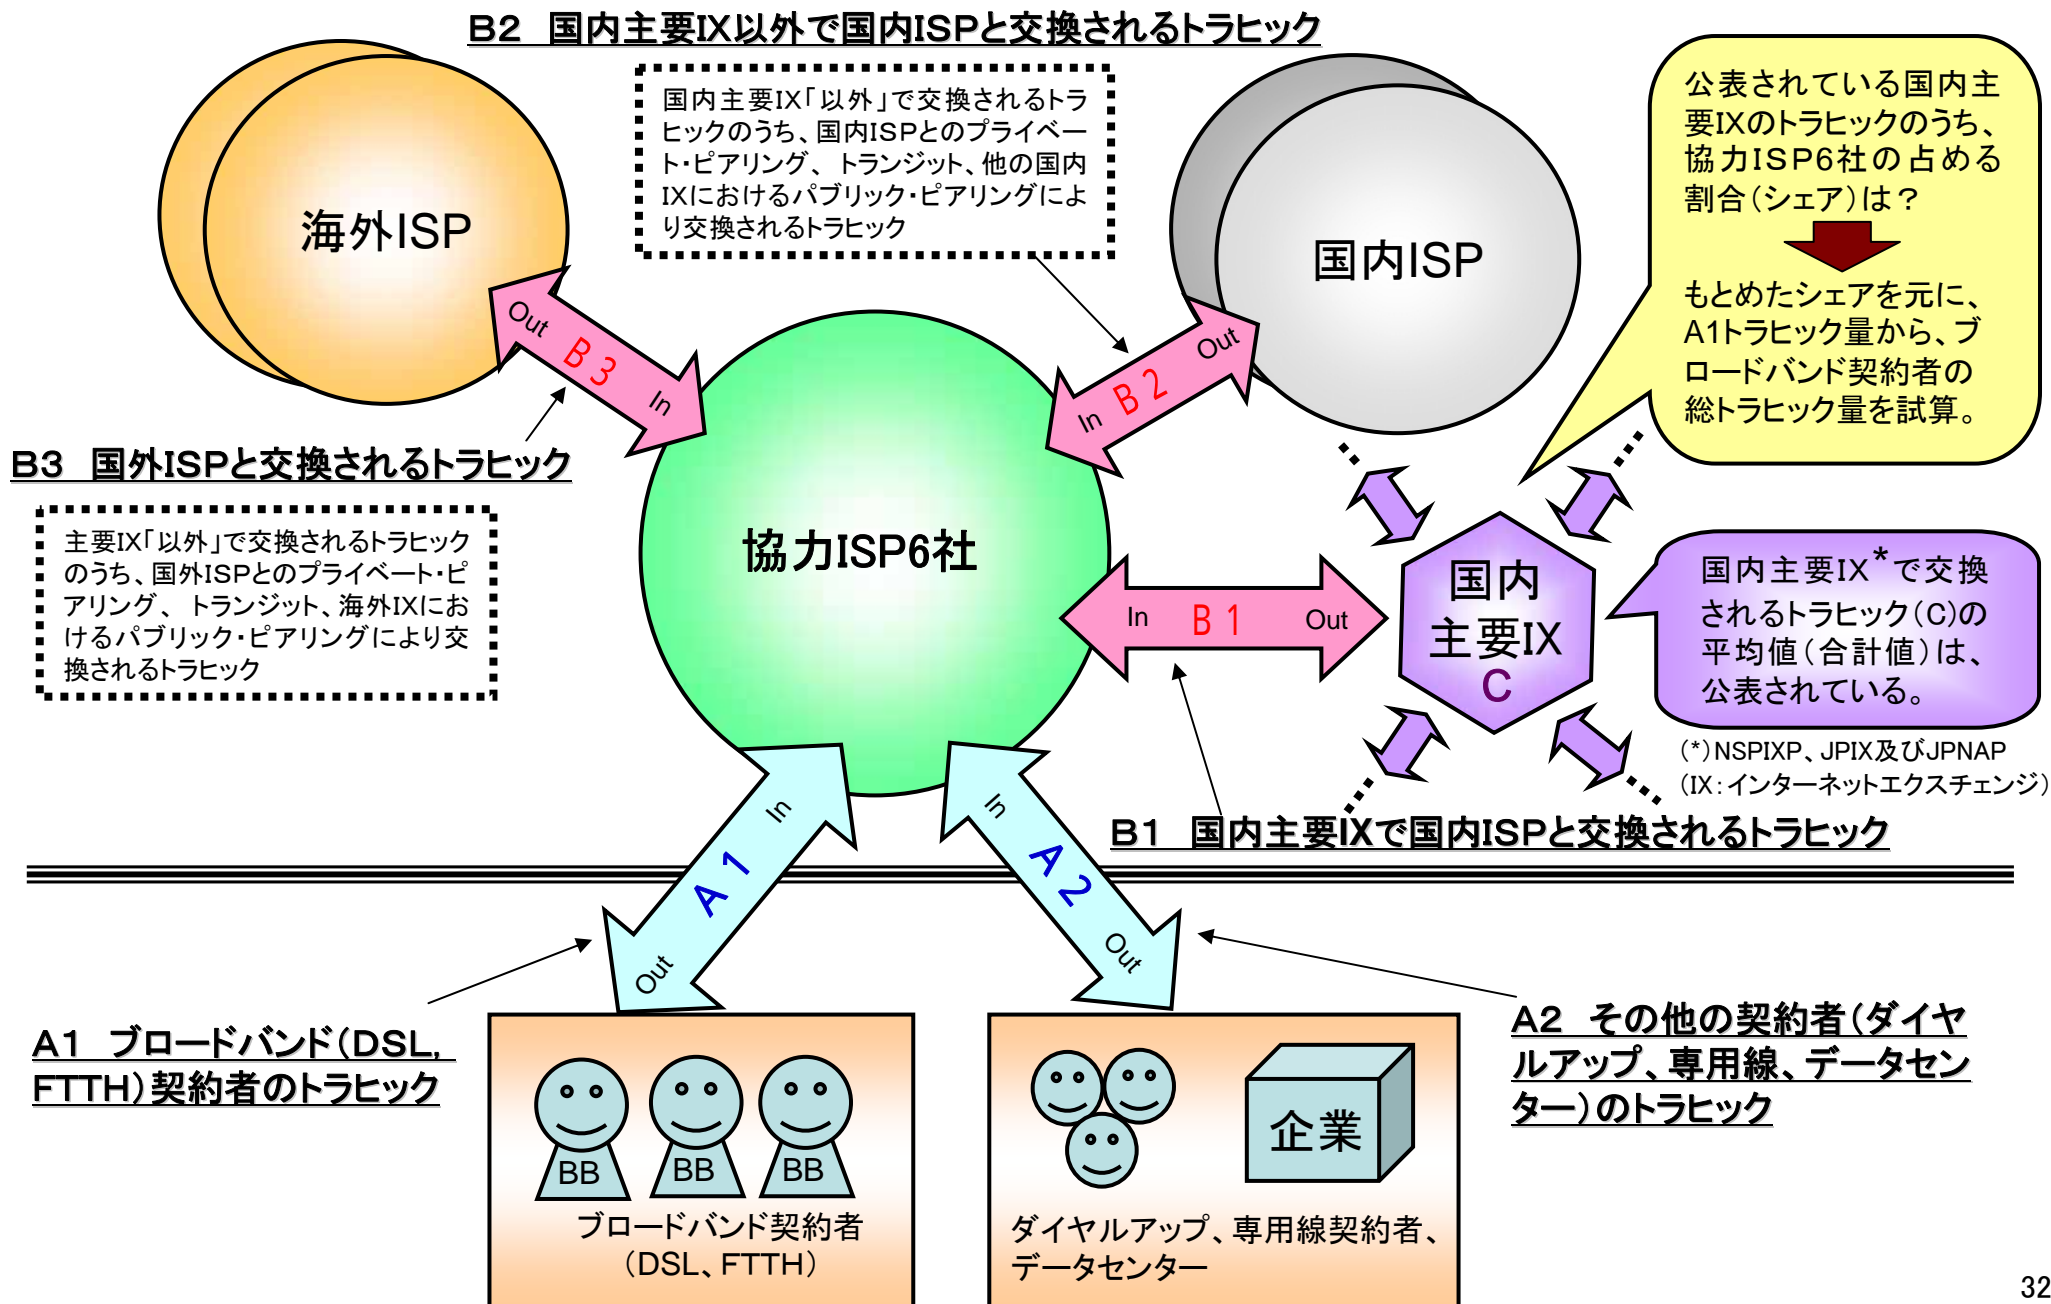 B2 国内主要IX以外で国内ISPと交換されるトラヒック
国内主要IX「以外」で交換されるトラ
ヒックのうち、国内ISPとのプライベー
ト・ピアリング、トランジット、他の国内
IXにおけるパブリック・ピアリングによ
り交換されるトラヒック
海外ISP
国内ISP
公表されている国内主
要IXのトラヒックのうち、
協力ISP6社の占める
割合(シェア)は?
もとめたシェアを元に、
A1トラヒック量から、ブ
ロードバンド契約者の
総トラヒック量を試算。
Out
B3
In
In
B2
Out
B3 国外ISPと交換されるトラヒック
主要IX「以外」で交換されるトラヒック
のうち、国外ISPとのプライベート・ピ
アリング、トランジット、海外IXにお
けるパブリック・ピアリングにより交
換されるトラヒック
協力ISP6社
In
B1
Out
国内
主要IX
C
国内主要IX*で交換
されるトラヒック(C)の
平均値(合計値)は、
公表されている。
(*)NSPIXP、JPIX及びJPNAP
(IX:インターネットエクスチェンジ)
B1 国内主要IXで国内ISPと交換されるトラヒック
In
A1
Out
In
A2
Out
A1 ブロードバンド(DSL,
FTTH)契約者のトラヒック
A2 その他の契約者(ダイヤ
ルアップ、専用線、データセン
ター)のトラヒック
BB
BB
BB
ブロードバンド契約者
(DSL、FTTH)
企業
ダイヤルアップ、専用線契約者、
データセンター
32